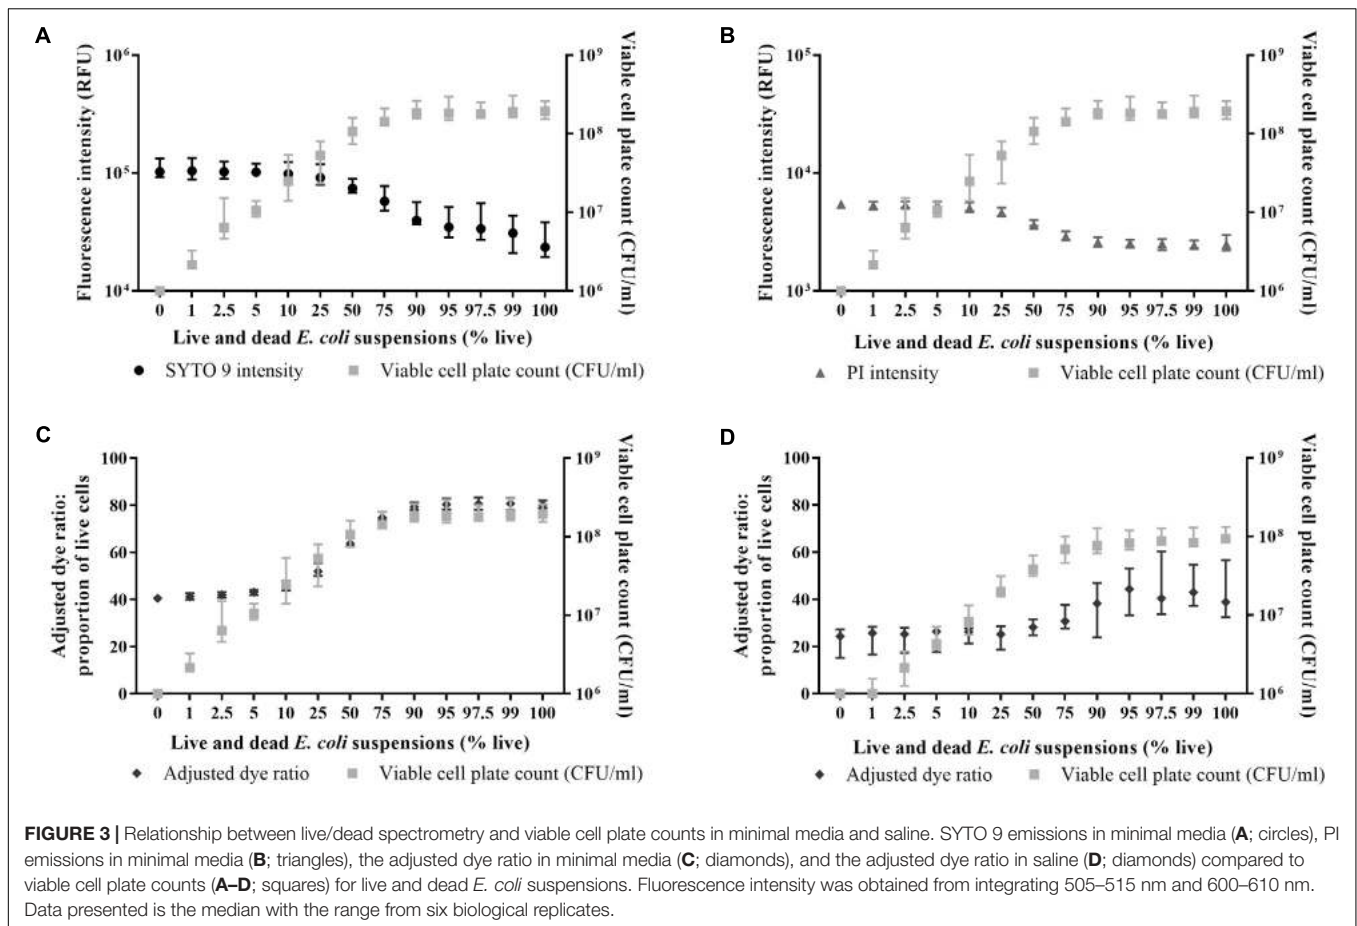 A
Fluorescence intensity (RFU)
10⁶
10⁵
10⁴
10⁹
10⁸
10⁷
10⁶
Viable cell plate count (CFU/ml)
0 1 2.5 5 10 25 50 75 90 95 97.5 99 100
Live and dead E. coli suspensions (% live)
SYTO 9 intensity Viable cell plate count (CFU/ml)
B
Fluorescence intensity (RFU)
10⁵
10⁴
10³
10⁹
10⁸
10⁷
10⁶
Viable cell plate count (CFU/ml)
0 1 2.5 5 10 25 50 75 90 95 97.5 99 100
Live and dead E. coli suspensions (% live)
PI intensity Viable cell plate count (CFU/ml)
C
Adjusted dye ratio:
proportion of live cells
100
80
60
40
20
0
10⁹
10⁸
10⁷
10⁶
Viable cell plate count (CFU/ml)
0 1 2.5 5 10 25 50 75 90 95 97.5 99 100
Live and dead E. coli suspensions (% live)
Adjusted dye ratio Viable cell plate count (CFU/ml)
D
Adjusted dye ratio:
proportion of live cells
100
80
60
40
20
0
10⁹
10⁸
10⁷
10⁶
Viable cell plate count (CFU/ml)
0 1 2.5 5 10 25 50 75 90 95 97.5 99 100
Live and dead E. coli suspensions (% live)
Adjusted dye ratio Viable cell plate count (CFU/ml)
FIGURE 3 | Relationship between live/dead spectrometry and viable cell plate counts in minimal media and saline. SYTO 9 emissions in minimal media (A; circles), PI
emissions in minimal media (B; triangles), the adjusted dye ratio in minimal media (C; diamonds), and the adjusted dye ratio in saline (D; diamonds) compared to
viable cell plate counts (A–D; squares) for live and dead E. coli suspensions. Fluorescence intensity was obtained from integrating 505–515 nm and 600–610 nm.
Data presented is the median with the range from six biological replicates.